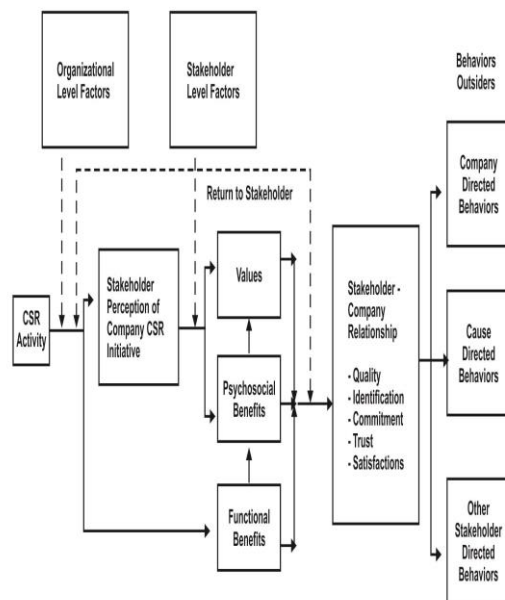 Organizational
Level Factors
Stakeholder
Level Factors
Behaviors
Outsiders
Return to Stakeholder
CSR
Activity
Stakeholder
Perception of
Company CSR
Initiative
Values
Psychosocial
Benefits
Functional
Benefits
Stakeholder -
Company
Relationship
- Quality
- Identification
- Commitment
- Trust
- Satisfactions
Company
Directed
Behaviors
Cause
Directed
Behaviors
Other
Stakeholder
Directed
Behaviors